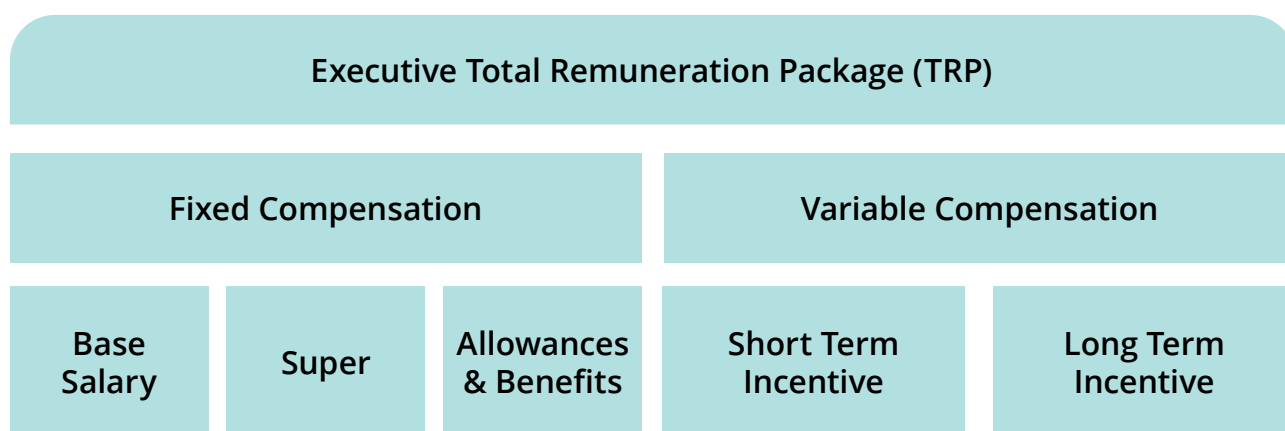 Executive Total Remuneration Package (TRP)
Fixed Compensation
Variable Compensation
Base
Salary
Super
Allowances
& Benefits
Short Term
Incentive
Long Term
Incentive